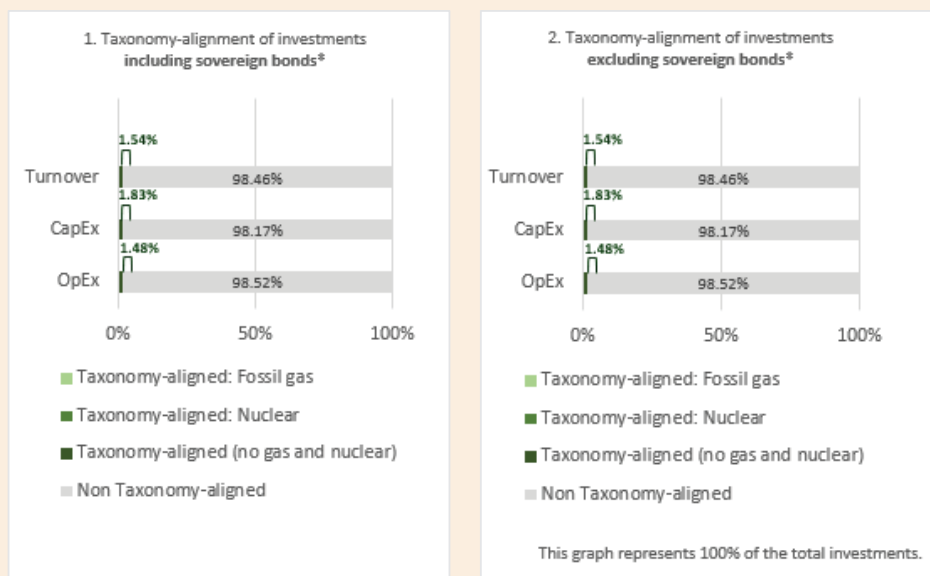 1. Taxonomy-alignment of investments
including sovereign bonds*
1.54%
Turnover 98.46%
1.83%
CapEx 98.17%
1.48%
OpEx 98.52%
0% 50% 100%
Taxonomy-aligned: Fossil gas
Taxonomy-aligned: Nuclear
Taxonomy-aligned (no gas and nuclear)
Non Taxonomy-aligned
2. Taxonomy-alignment of investments
excluding sovereign bonds*
1.54%
Turnover 98.46%
1.83%
CapEx 98.17%
1.48%
OpEx 98.52%
0% 50% 100%
Taxonomy-aligned: Fossil gas
Taxonomy-aligned: Nuclear
Taxonomy-aligned (no gas and nuclear)
Non Taxonomy-aligned
This graph represents 100% of the total investments.